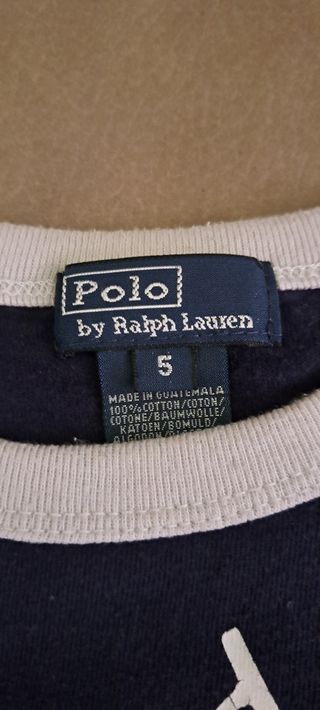 Polo
by Ralph Lauren
5
MADE IN GUATEMALA
100%COTTON/COTON/
COTONE/BAUMWOLLE/
KATOEN/BOMULD/